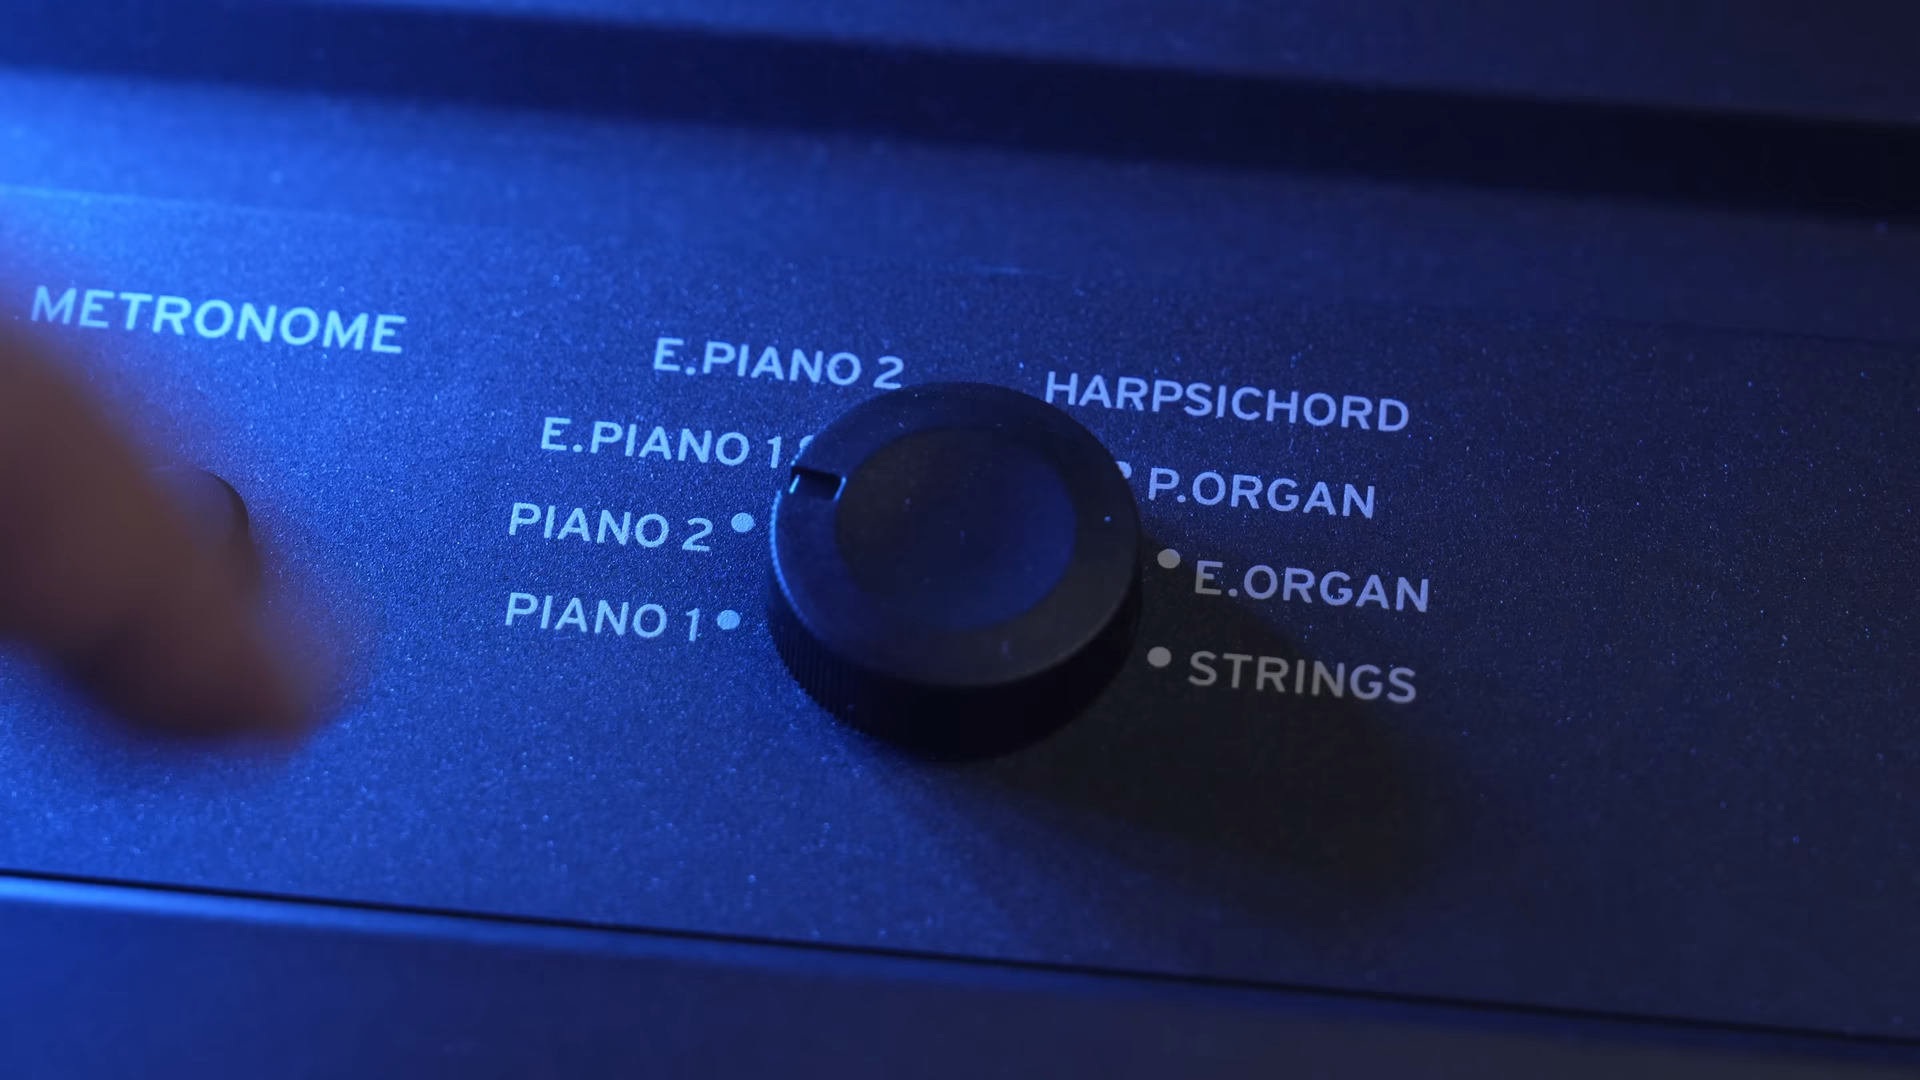 METRONOME
E.PIANO 2
E.PIANO 1
PIANO 2
PIANO 1
HARPSICHORD
P.ORGAN
E.ORGAN
STRINGS